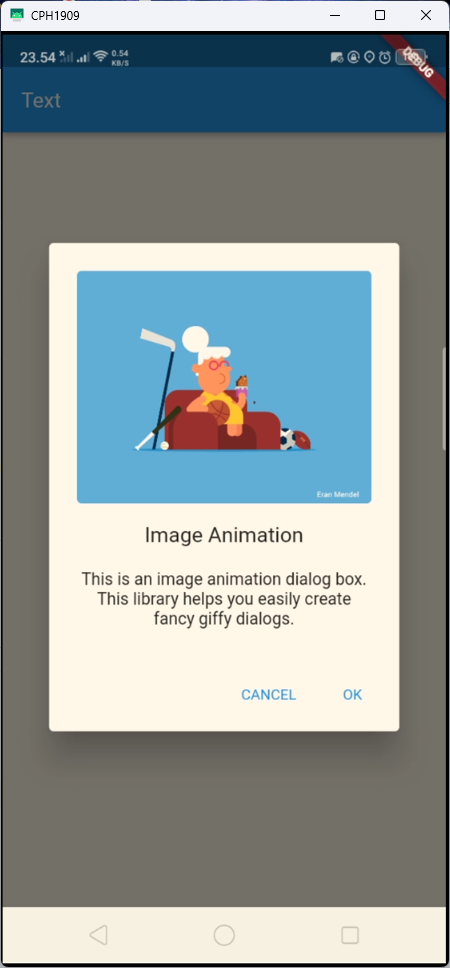 CPH1909
23.54
0.54
KB/S
DEBUG
Text
Eran Mendel
Image Animation
This is an image animation dialog box.
This library helps you easily create
fancy giffy dialogs.
CANCEL
OK